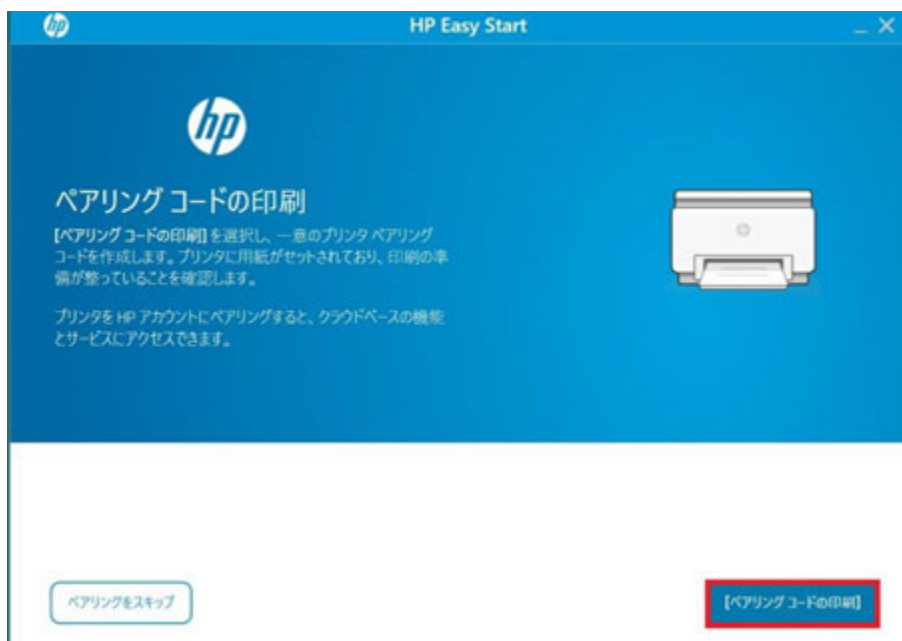 hp
HP Easy Start
hp
ペアリング コードの印刷
[ペアリング コードの印刷] を選択し、一意のプリンタ ペアリング
コードを作成します。プリンタに用紙がセットされており、印刷の準
備が整っていることを確認します。
プリンタを HP アカウントにペアリングすると、クラウドベースの機能
とサービスにアクセスできます。
ペアリングをスキップ
[ペアリング コードの印刷]